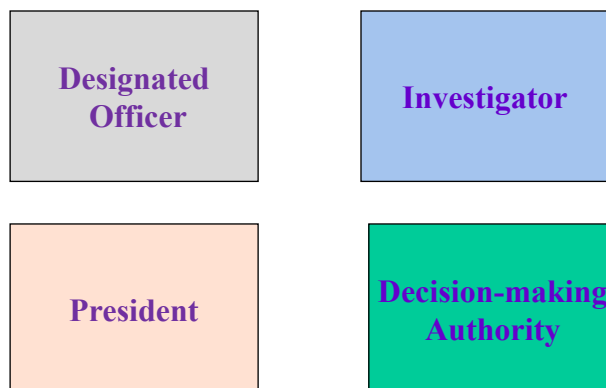 Designated
Officer
Investigator
President
Decision-making
Authority